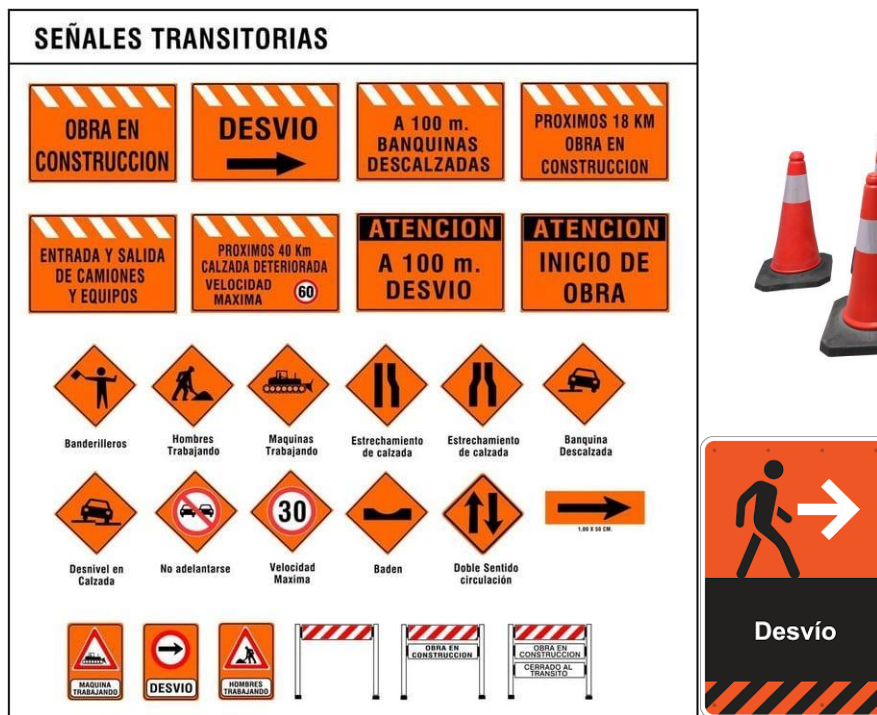 SEÑALES TRANSITORIAS
OBRA EN
CONSTRUCCION
DESVIO
A 100 m.
BANQUINAS
DESCALZADAS
PROXIMOS 18 KM
OBRA EN
CONSTRUCCION
ENTRADA Y SALIDA
DE CAMIONES
Y EQUIPOS
PROXIMOS 40 Km
CALZADA DETERIORADA
VELOCIDAD
MAXIMA 60
ATENCION
A 100 m.
DESVIO
ATENCION
INICIO DE
OBRA
Banderilleros
Hombres
Trabajando
Maquinas
Trabajando
Estrechamiento
de calzada
Estrechamiento
de calzada
Banquina
Descalzada
Desnivel en
Calzada
No adelantarse
30
Velocidad
Maxima
Baden
Doble Sentido
circulación
1,00 X 50 CM.
MAQUINA
TRABAJANDO
DESVIO
HOMBRES
TRABAJANDO
OBRA EN
CONSTRUCCION
OBRA EN
CONSTRUCCION
CERRADO AL
TRANSITO
Desvío